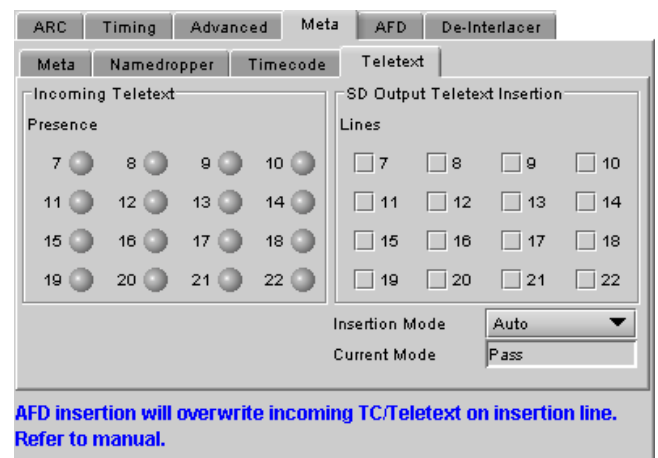 ARC Timing Advanced Meta AFD De-Interlacer
Meta Namedropper Timecode Teletext
Incoming Teletext
Presence
7 8 9 10
11 12 13 14
15 16 17 18
19 20 21 22
SD Output Teletext Insertion
Lines
7 8 9 10
11 12 13 14
15 16 17 18
19 20 21 22
Insertion Mode Auto
Current Mode Pass
AFD insertion will overwrite incoming TC/Teletext on insertion line.
Refer to manual.